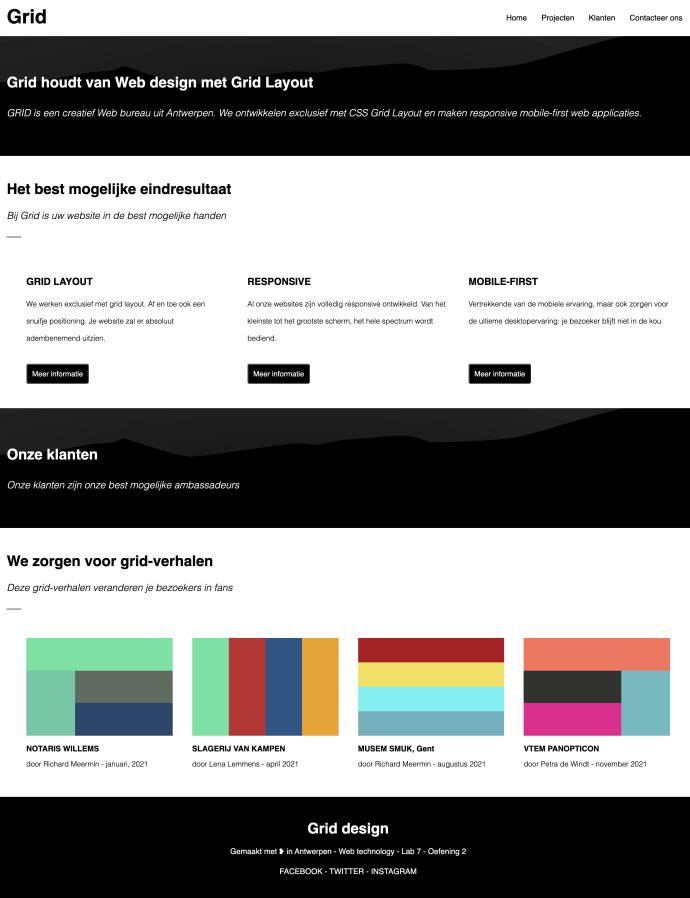 Grid
Home Projecten Klanten Contacteer ons
Grid houdt van Web design met Grid Layout
GRID is een creatief Web bureau uit Antwerpen. We ontwikkelen exclusief met CSS Grid Layout en maken responsive mobile-first web applicaties.
Het best mogelijke eindresultaat
Bij Grid is uw website in de best mogelijke handen
GRID LAYOUT
We werken exclusief met grid layout. Af en toe ook een
snuifje positioning. Je website zal er absoluut
adembenemend uitzien.
Meer informatie
RESPONSIVE
Al onze websites zijn volledig responsive ontwikkeld. Van het
kleinste tot het grootste scherm, het hele spectrum wordt
bediend.
Meer informatie
MOBILE-FIRST
Vertrekkende van de mobiele ervaring, maar ook zorgen voor
de ultieme desktopervaring: je bezoeker blijft niet in de kou.
Meer informatie
Onze klanten
Onze klanten zijn onze best mogelijke ambassadeurs
We zorgen voor grid-verhalen
Deze grid-verhalen veranderen je bezoekers in fans
NOTARIS WILLEMS
door Richard Meermin - januari, 2021
SLAGERIJ VAN KAMPEN
door Lena Lemmens - april 2021
MUSEM SMUK, Gent
door Richard Meermin - augustus 2021
VTEM PANOPTICON
door Petra de Windt - november 2021
Grid design
Gemaakt met ❥ in Antwerpen - Web technology - Lab 7 - Oefening 2
FACEBOOK - TWITTER - INSTAGRAM